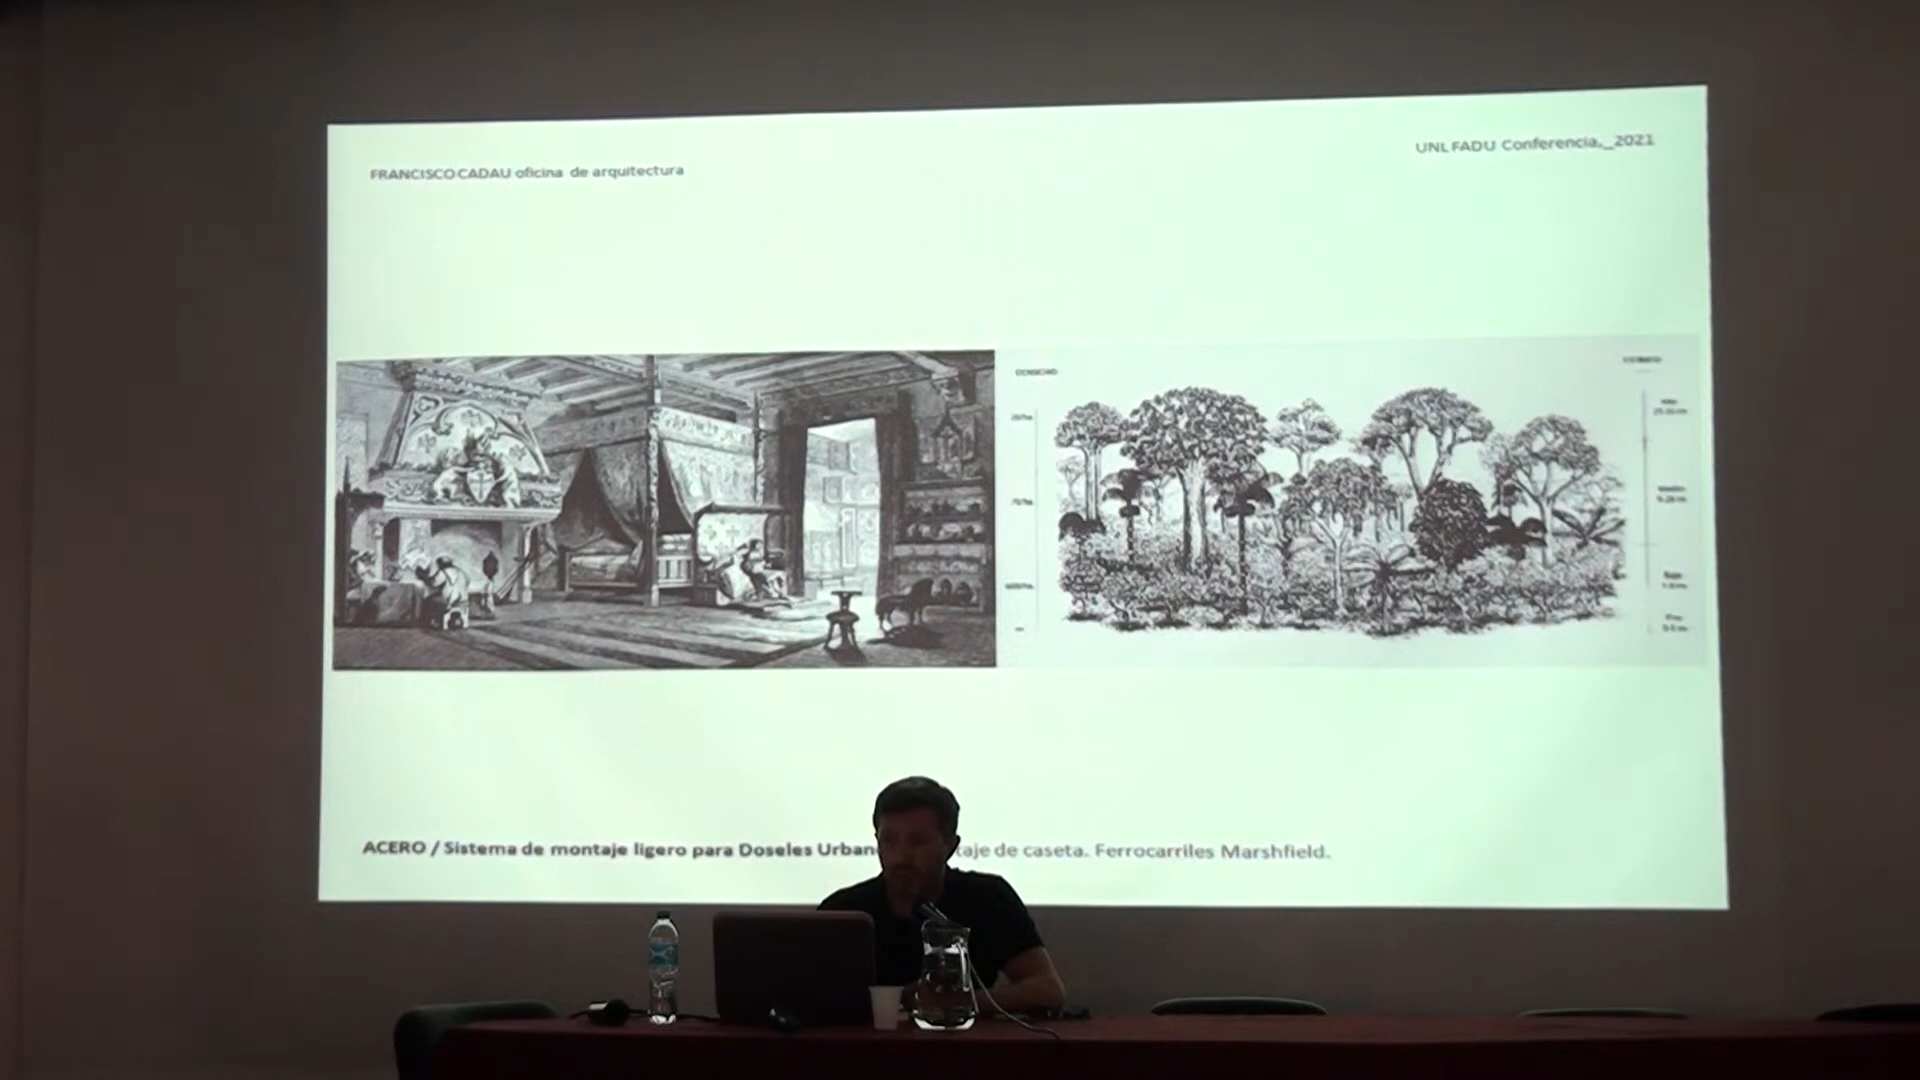 FRANCISCO CADAU oficina de arquitectura
UNL FADU Conferencia._2021
ACERO / Sistema de montaje ligero para Doseles Urban taje de caseta. Ferrocarriles Marshfield.